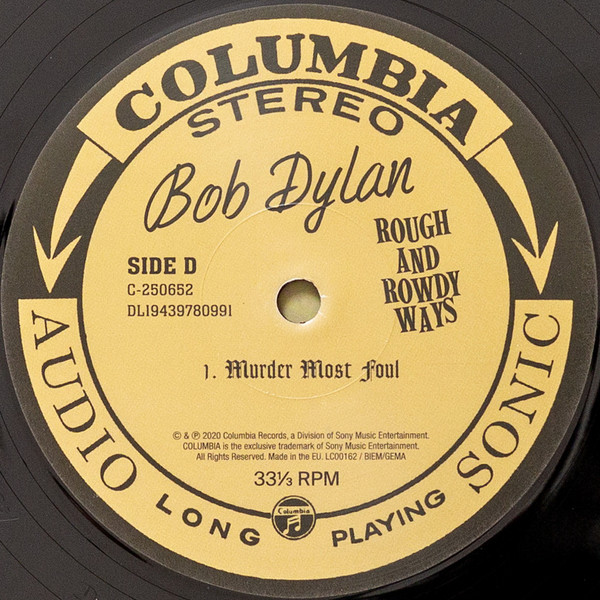 COLUMBIA
STEREO
Bob Dylan
ROUGH
AND
ROWDY
WAYS
SIDE D
C-250652
DL19439780991
1. Murder Most Foul
© & ℗ 2020 Columbia Records, a Division of Sony Music Entertainment.
COLUMBIA is the exclusive trademark of Sony Music Entertainment.
All Rights Reserved. Made in the EU. LC00162 / BIEM/GEMA
33⅓ RPM
Columbia
AUDIO
LONG
PLAYING
SONIC